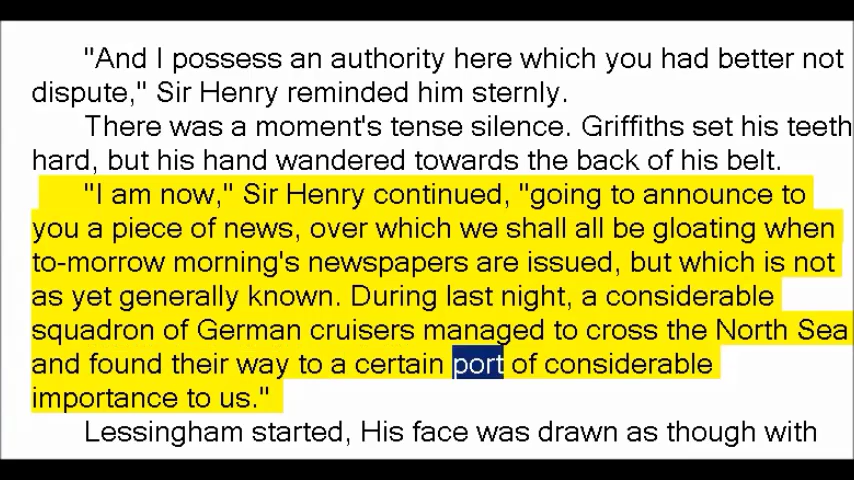 "And I possess an authority here which you had better not
dispute," Sir Henry reminded him sternly.
There was a moment's tense silence. Griffiths set his teeth
hard, but his hand wandered towards the back of his belt.
"I am now," Sir Henry continued, "going to announce to
you a piece of news, over which we shall all be gloating when
to-morrow morning's newspapers are issued, but which is not
as yet generally known. During last night, a considerable
squadron of German cruisers managed to cross the North Sea
and found their way to a certain port of considerable
importance to us."
Lessingham started, His face was drawn as though with